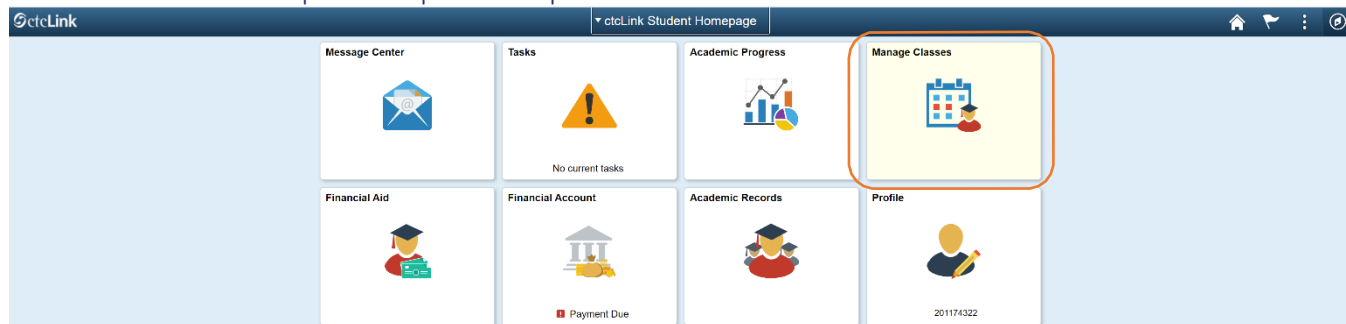 ctcLink
▾ ctcLink Student Homepage
Message Center
Tasks
Academic Progress
Manage Classes
@
No current tasks
Financial Aid
Financial Account
Academic Records
Profile
Payment Due
201174322